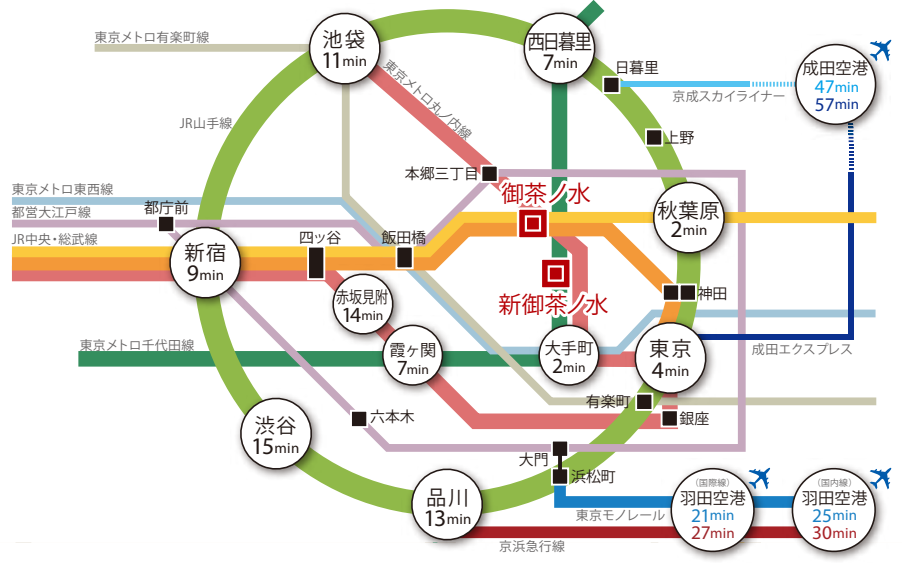 東京メトロ有楽町線
池袋
11min
西日暮里
7min
日暮里
京成スカイライナー
成田空港
47min
57min
東京メトロ丸ノ内線
JR山手線
上野
本郷三丁目
東京メトロ東西線
都営大江戸線
都庁前
JR中央・総武線
御茶ノ水
秋葉原
2min
新宿
9min
四ッ谷
飯田橋
新御茶ノ水
神田
赤坂見附
14min
東京メトロ千代田線
霞ヶ関
7min
大手町
2min
東京
4min
成田エクスプレス
有楽町
銀座
六本木
渋谷
15min
大門
浜松町
品川
13min
東京モノレール
京浜急行線
(国際線)
羽田空港
21min
27min
(国内線)
羽田空港
25min
30min